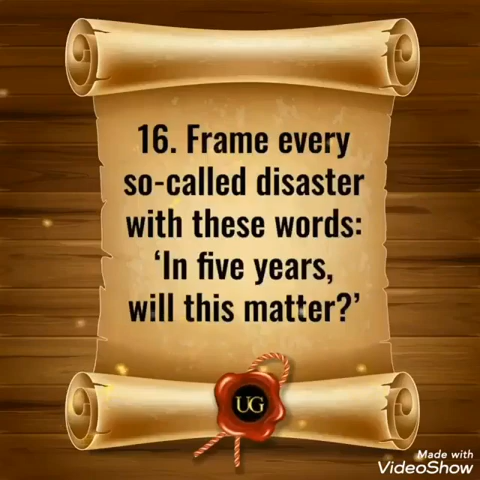 16. Frame every
so-called disaster
with these words:
‘In five years,
will this matter?’
UG
Made with
VideoShow